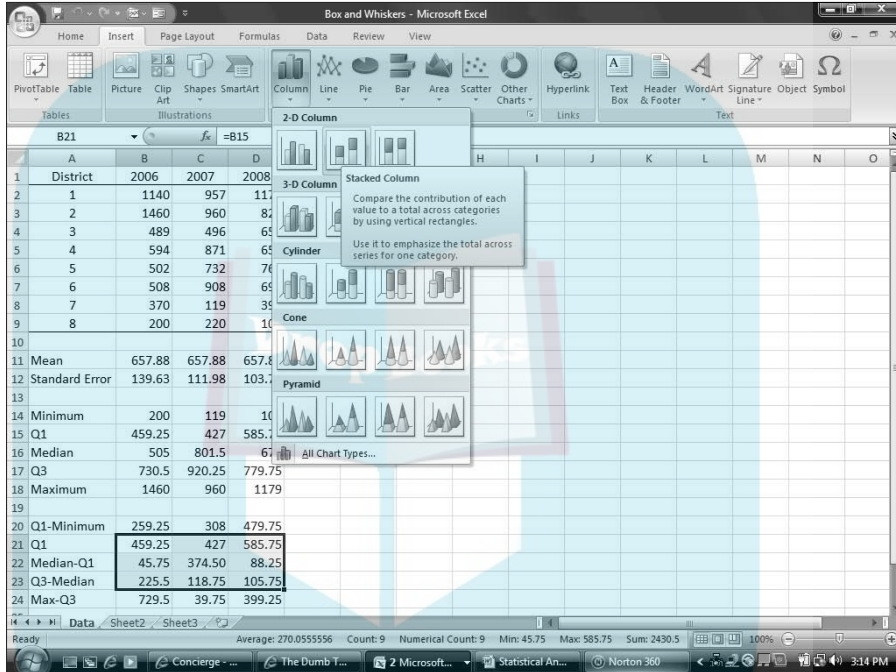 Box and Whiskers - Microsoft Excel
Home Insert Page Layout Formulas Data Review View
PivotTable Table Picture Clip Art Shapes SmartArt Column Line Pie Bar Area Scatter Other Charts Hyperlink Text Box Header & Footer WordArt Signature Line Object Symbol
Tables Illustrations Links Text
B21 fx =B15
A B C D H I J K L M N O
1 District 2006 2007 2008
2 1 1140 957
3 2 1460 960
4 3 489 496
5 4 594 871
6 5 502 732
7 6 508 908
8 7 370 119
9 8 200 220
10
11 Mean 657.88 657.88
12 Standard Error 139.63 111.98
13
14 Minimum 200 119
15 Q1 459.25 427
16 Median 505 801.5
17 Q3 730.5 920.25 779.75
18 Maximum 1460 960 1179
19
20 Q1-Minimum 259.25 308 479.75
21 Q1 459.25 427 585.75
22 Median-Q1 45.75 374.50 88.25
23 Q3-Median 225.5 118.75 105.75
24 Max-Q3 729.5 39.75 399.25
2-D Column
Stacked Column
Compare the contribution of each
value to a total across categories
by using vertical rectangles.
Use it to emphasize the total across
series for one category.
3-D Column
Cylinder
Cone
Pyramid
All Chart Types...
Data Sheet2 Sheet3
Ready Average: 270.0555556 Count: 9 Numerical Count: 9 Min: 45.75 Max: 585.75 Sum: 2430.5 100%
Concierge - ... The Dumb T... 2 Microsoft... Statistical An... Norton 360 3:14 PM